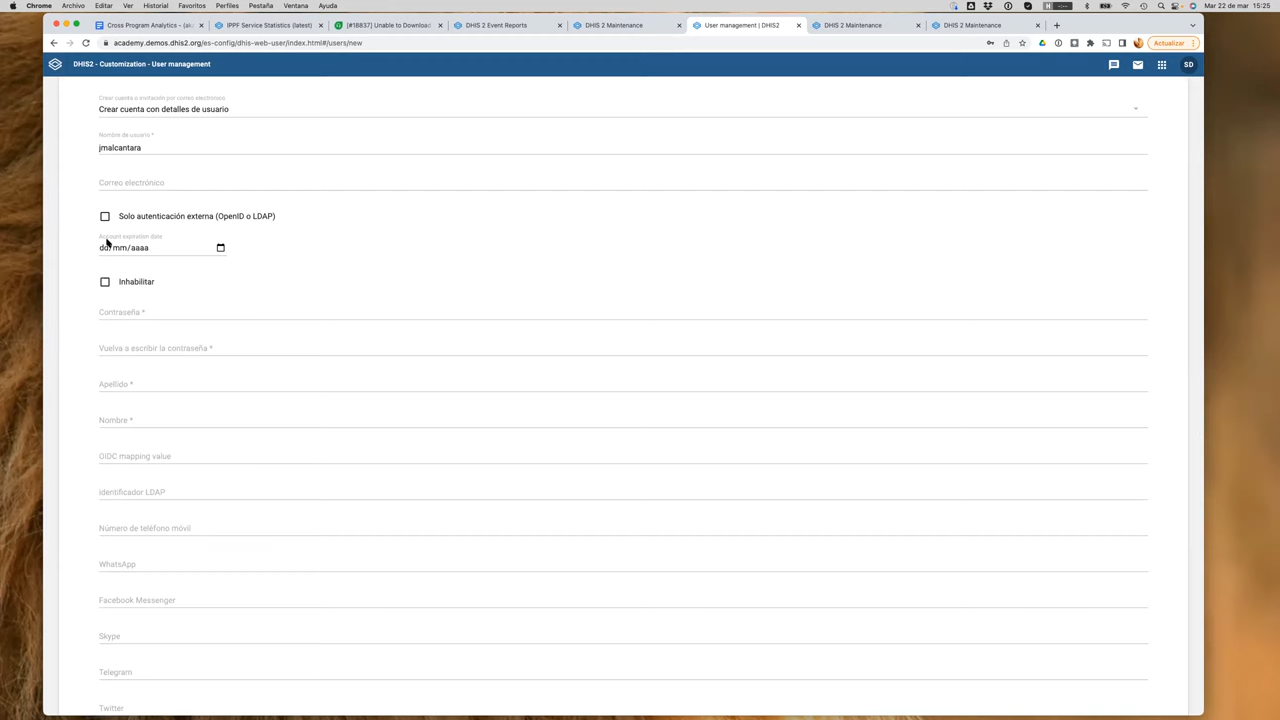 Chrome Archivo Editar Ver Historial Favoritos Perfiles Pestaña Ventana Ayuda Mar 22 de mar 15:25
Cross Program Analytics – (ak
IPPF Service Statistics (latest)
[#18837] Unable to Download
DHIS 2 Event Reports
DHIS 2 Maintenance
User management | DHIS2
DHIS 2 Maintenance
DHIS 2 Maintenance
academy.demos.dhis2.org/es-config/dhis-web-user/index.html#/users/new
Actualizar
DHIS2 - Customization - User management
SD
Crear cuenta o invitación por correo electrónico
Crear cuenta con detalles de usuario
Nombre de usuario *
jmalcantara
Correo electrónico
Solo autenticación externa (OpenID o LDAP)
Account expiration date
dd/mm/aaaa
Inhabilitar
Contraseña *
Vuelva a escribir la contraseña *
Apellido *
Nombre *
OIDC mapping value
identificador LDAP
Número de teléfono móvil
WhatsApp
Facebook Messenger
Skype
Telegram
Twitter